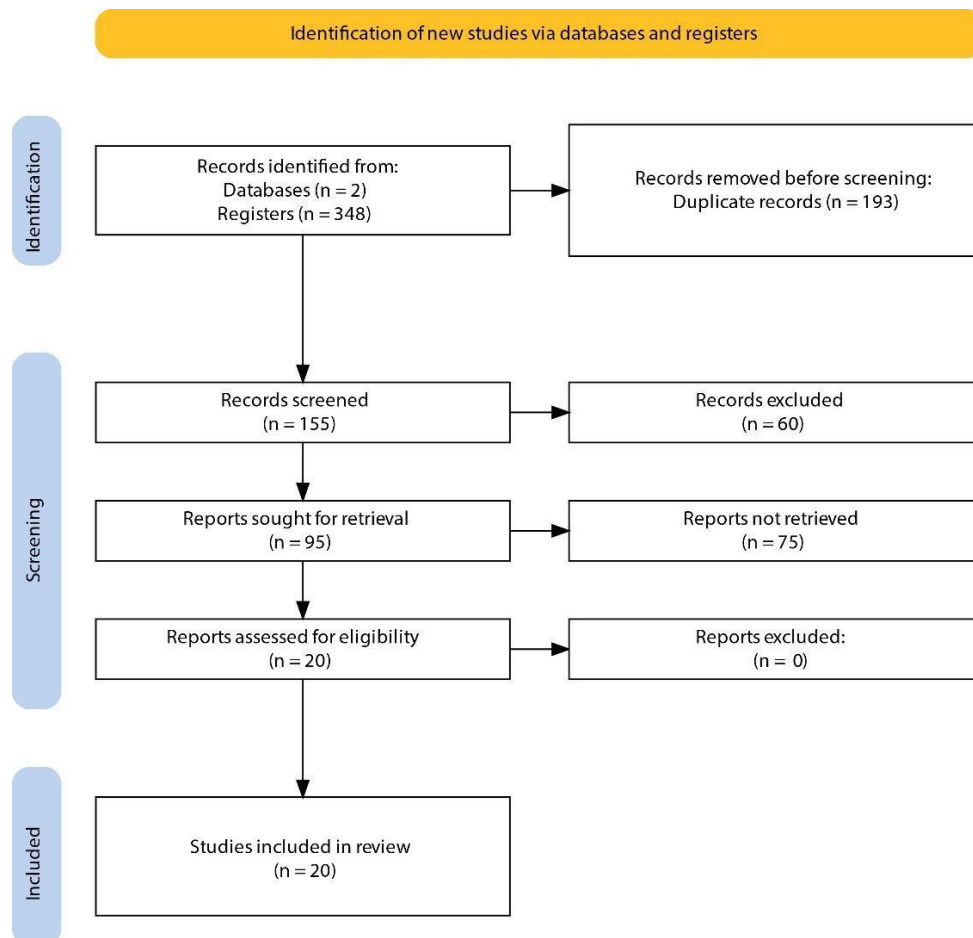 Identification of new studies via databases and registers
Identification
Records identified from:
Databases (n = 2)
Registers (n = 348)
Records removed before screening:
Duplicate records (n = 193)
Screening
Records screened
(n = 155)
Records excluded
(n = 60)
Reports sought for retrieval
(n = 95)
Reports not retrieved
(n = 75)
Reports assessed for eligibility
(n = 20)
Reports excluded:
(n = 0)
Included
Studies included in review
(n = 20)